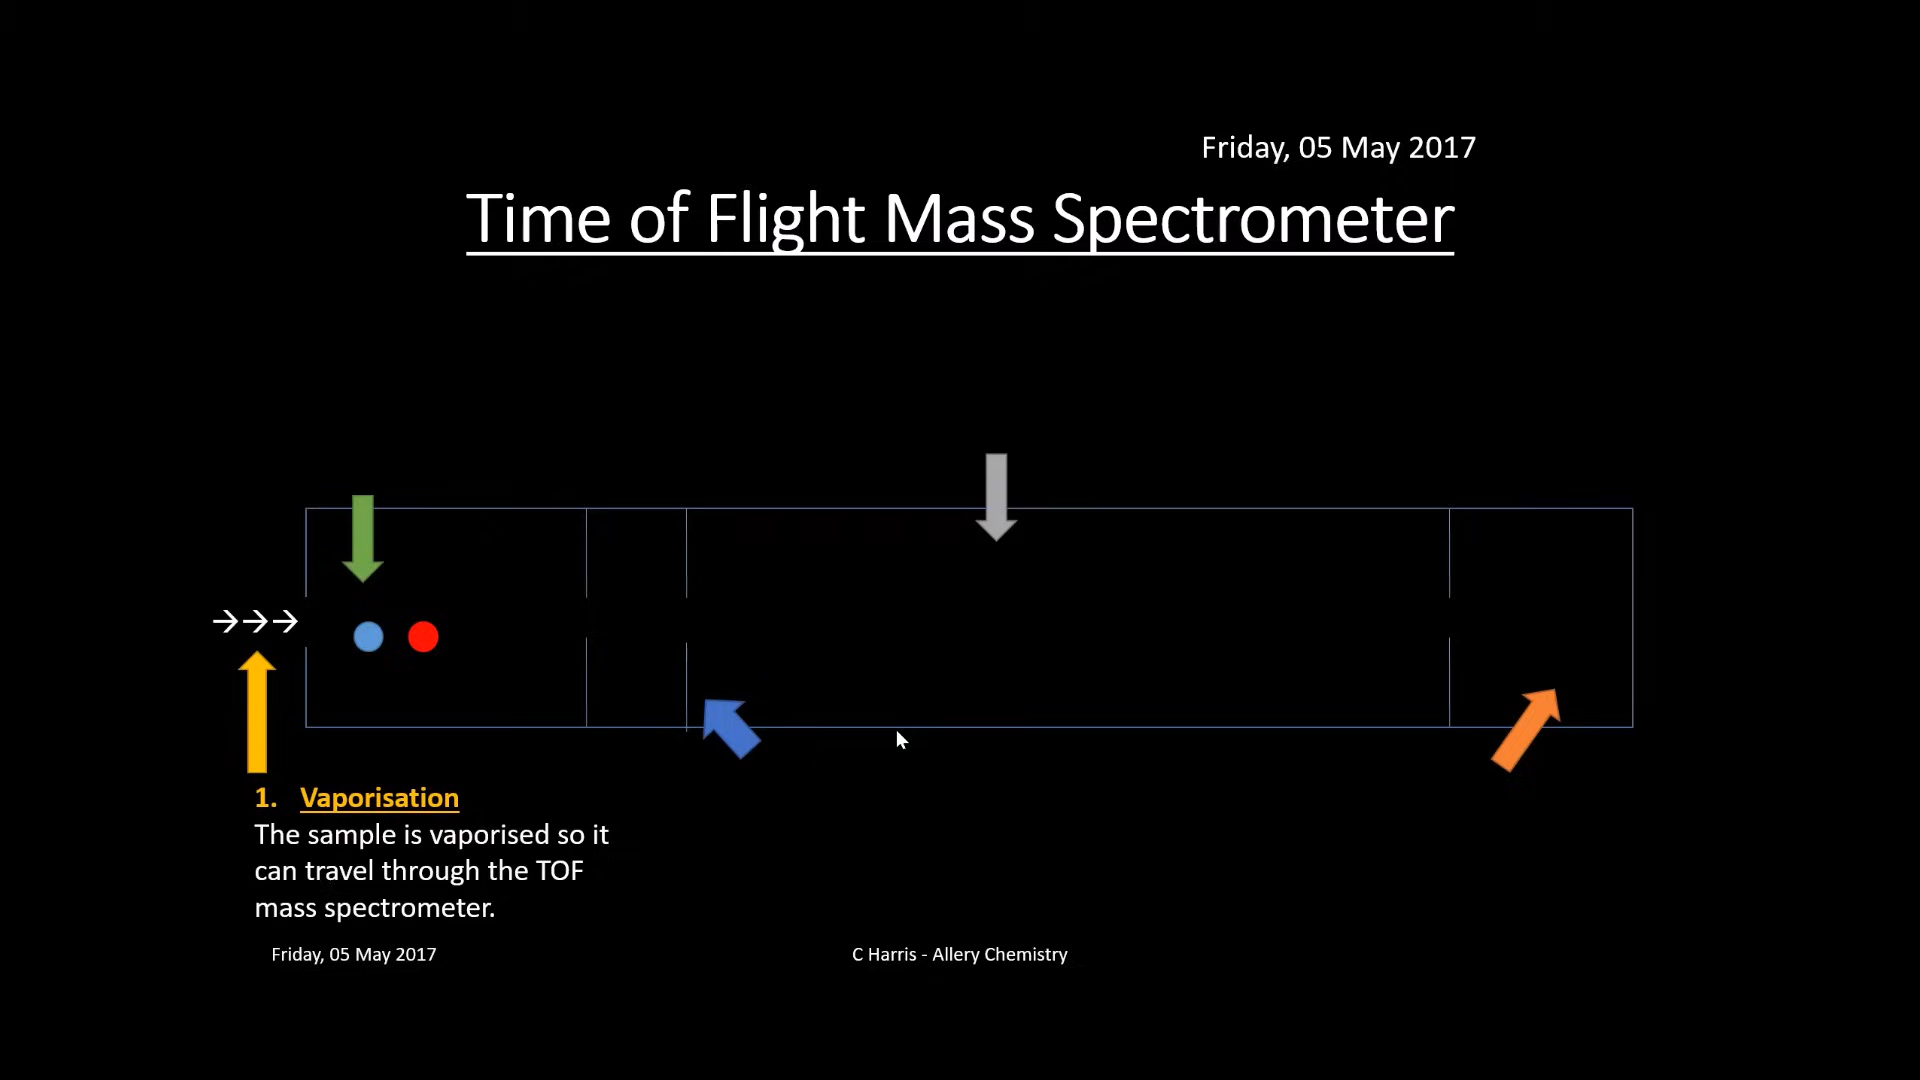 Friday, 05 May 2017
Time of Flight Mass Spectrometer
→→→
1. Vaporisation
The sample is vaporised so it
can travel through the TOF
mass spectrometer.
Friday, 05 May 2017
C Harris - Allery Chemistry